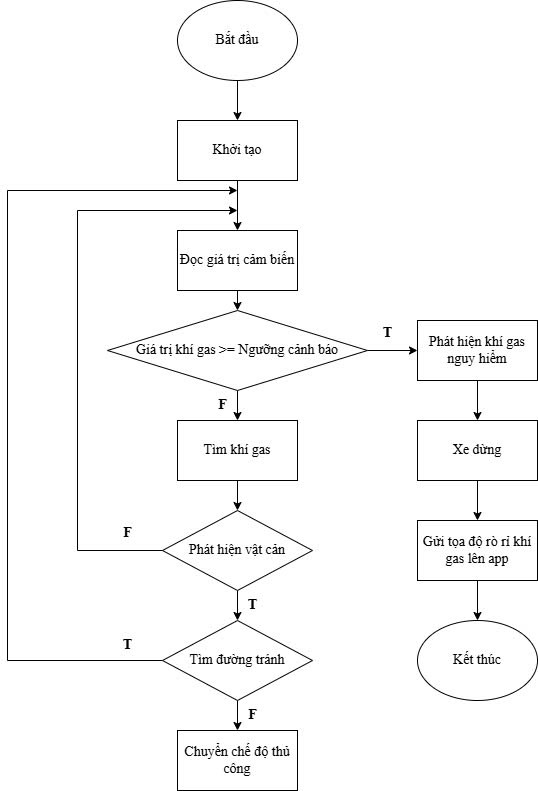 Bắt đầu
Khởi tạo
Đọc giá trị cảm biến
Giá trị khí gas >= Ngưỡng cảnh báo
T
Phát hiện khí gas
nguy hiểm
F
Tìm khí gas
Xe dừng
F
Phát hiện vật cản
Gửi tọa độ rò rỉ khí
gas lên app
T
T
Tìm đường tránh
Kết thúc
F
Chuyển chế độ thủ
công